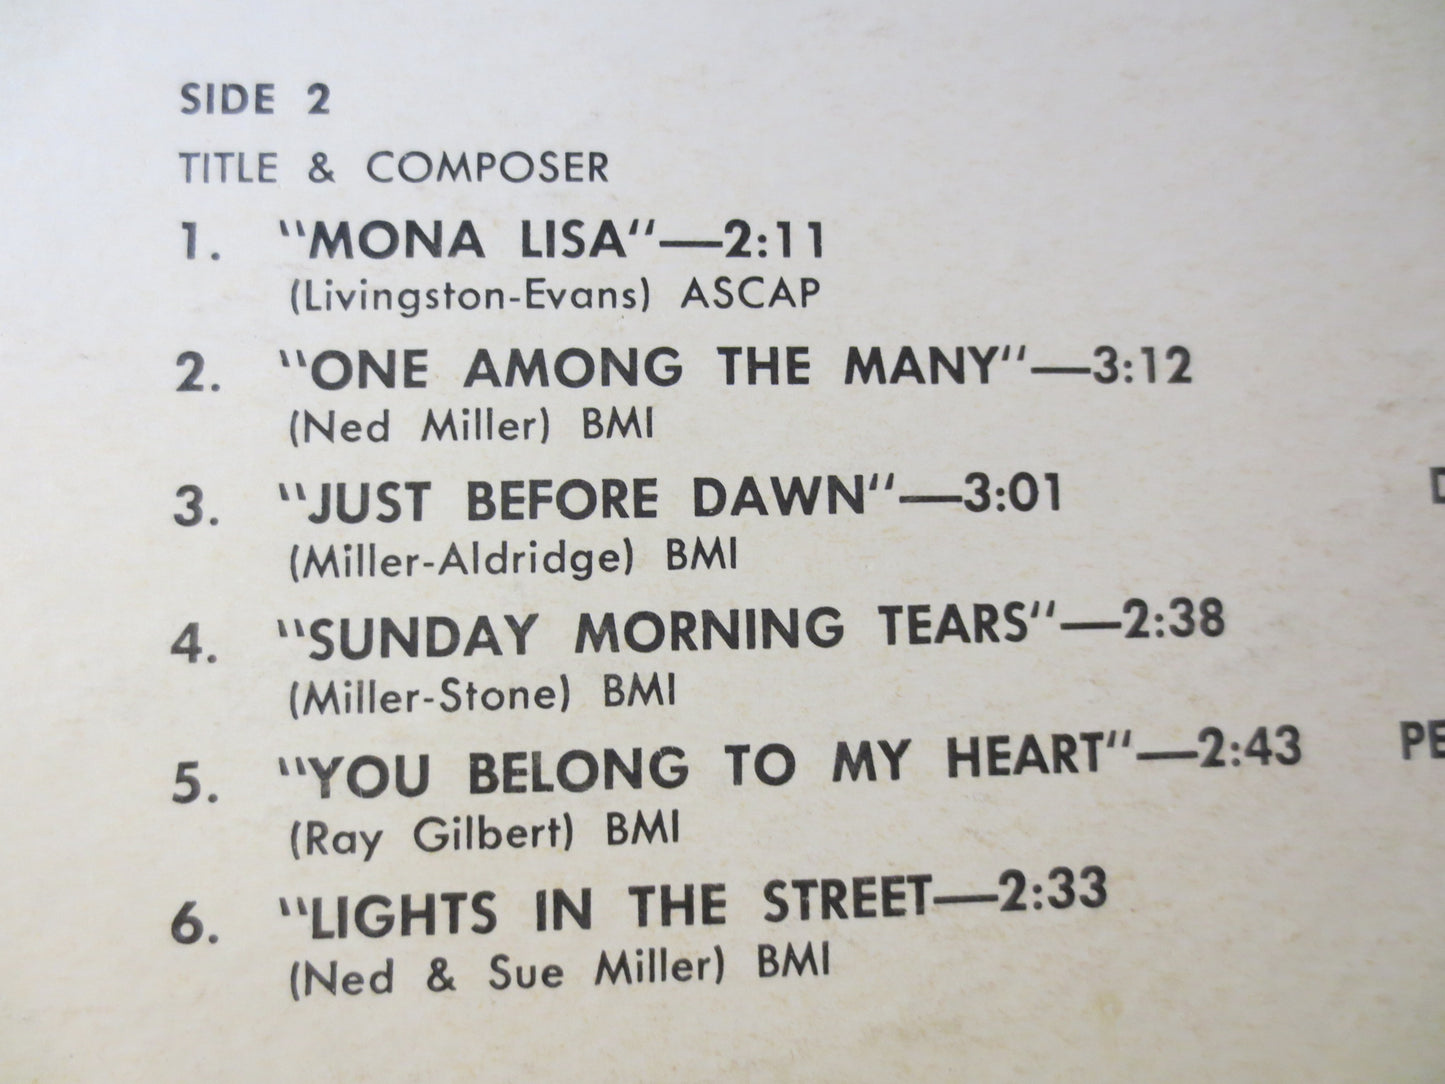 SIDE 2
TITLE & COMPOSER
1. "MONA LISA"—2:11
(Livingston-Evans) ASCAP
2. "ONE AMONG THE MANY"—3:12
(Ned Miller) BMI
3. "JUST BEFORE DAWN"—3:01
(Miller-Aldridge) BMI
4. "SUNDAY MORNING TEARS"—2:38
(Miller-Stone) BMI
5. "YOU BELONG TO MY HEART"—2:43
(Ray Gilbert) BMI
6. "LIGHTS IN THE STREET—2:33
(Ned & Sue Miller) BMI